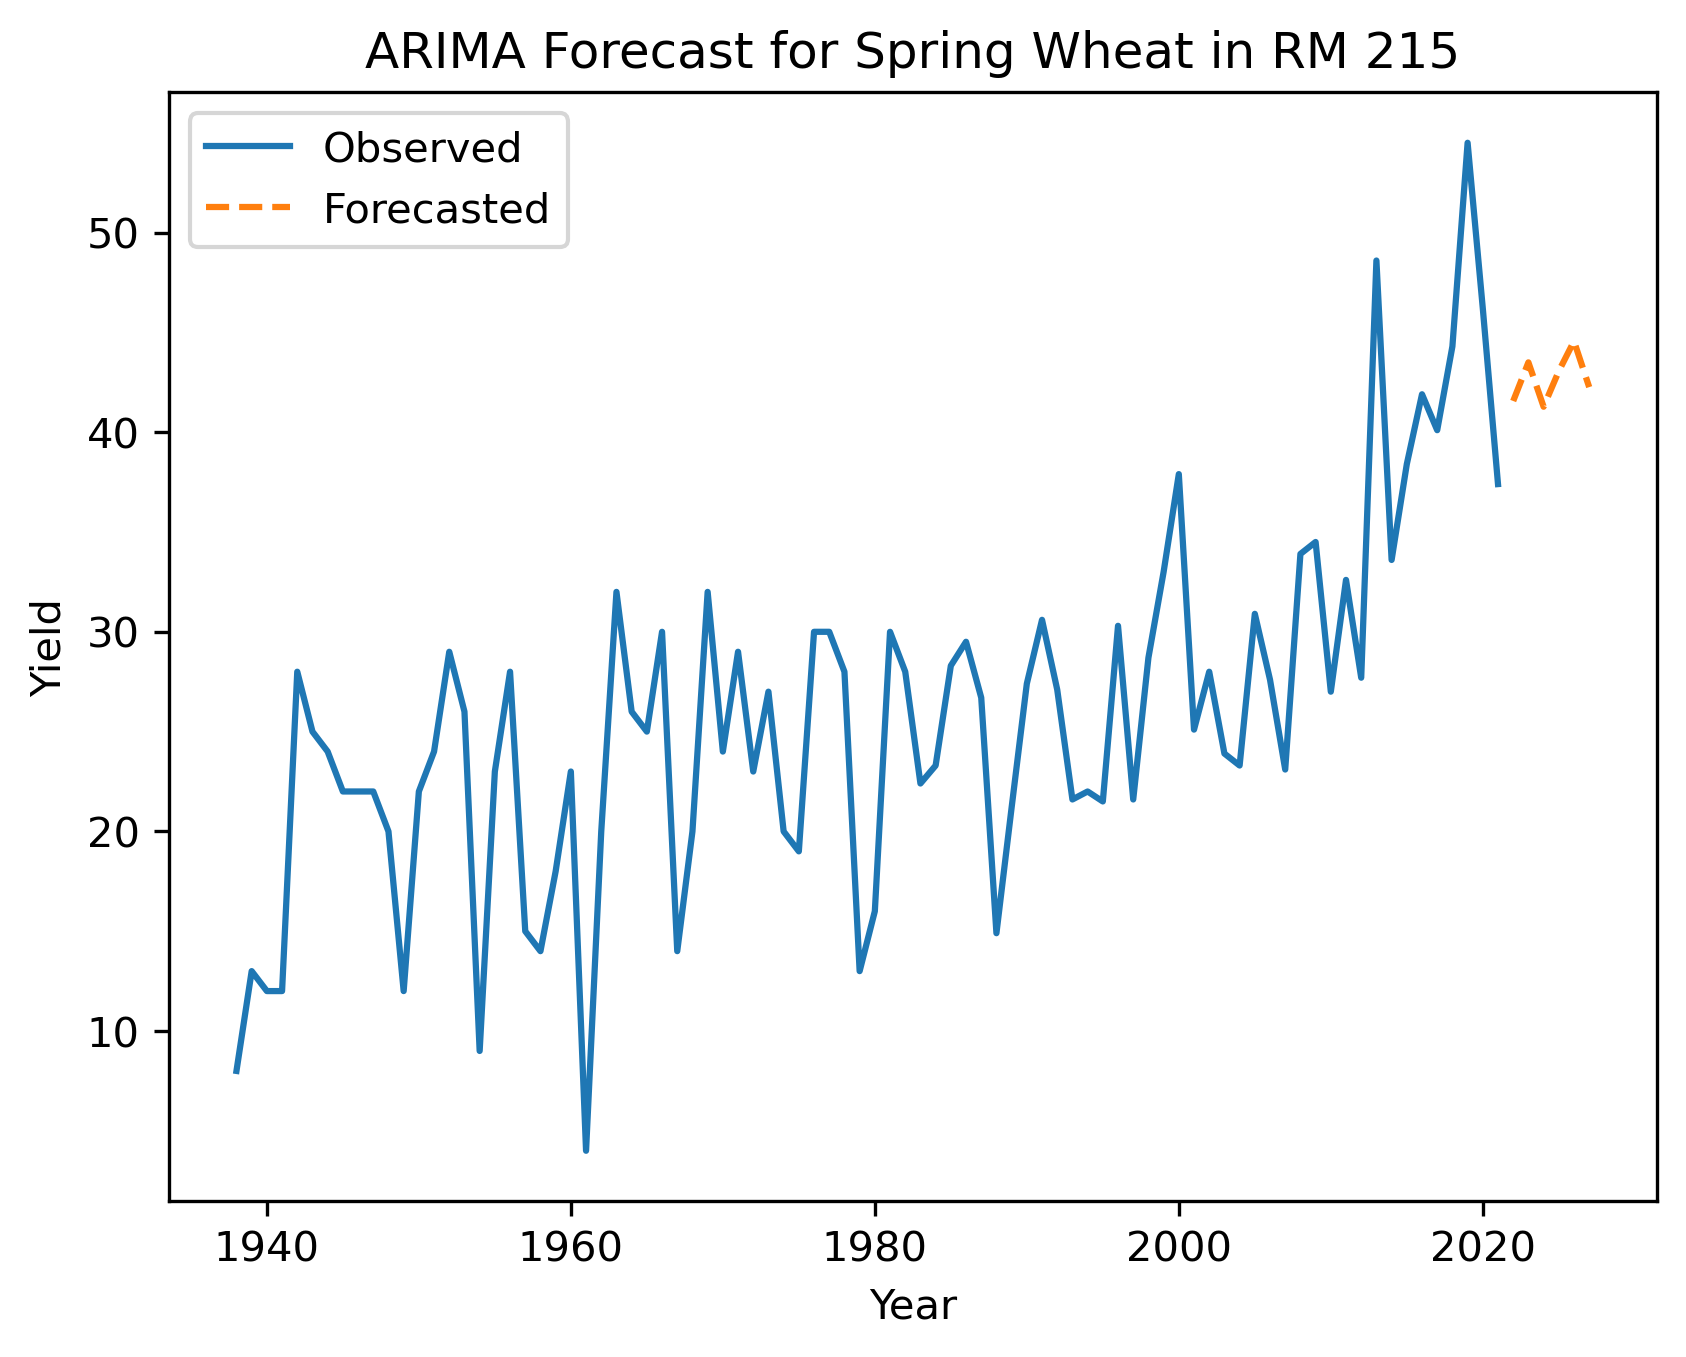 ARIMA Forecast for Spring Wheat in RM 215
Observed
Forecasted
50
40
30
20
10
Yield
1940 1960 1980 2000 2020
Year